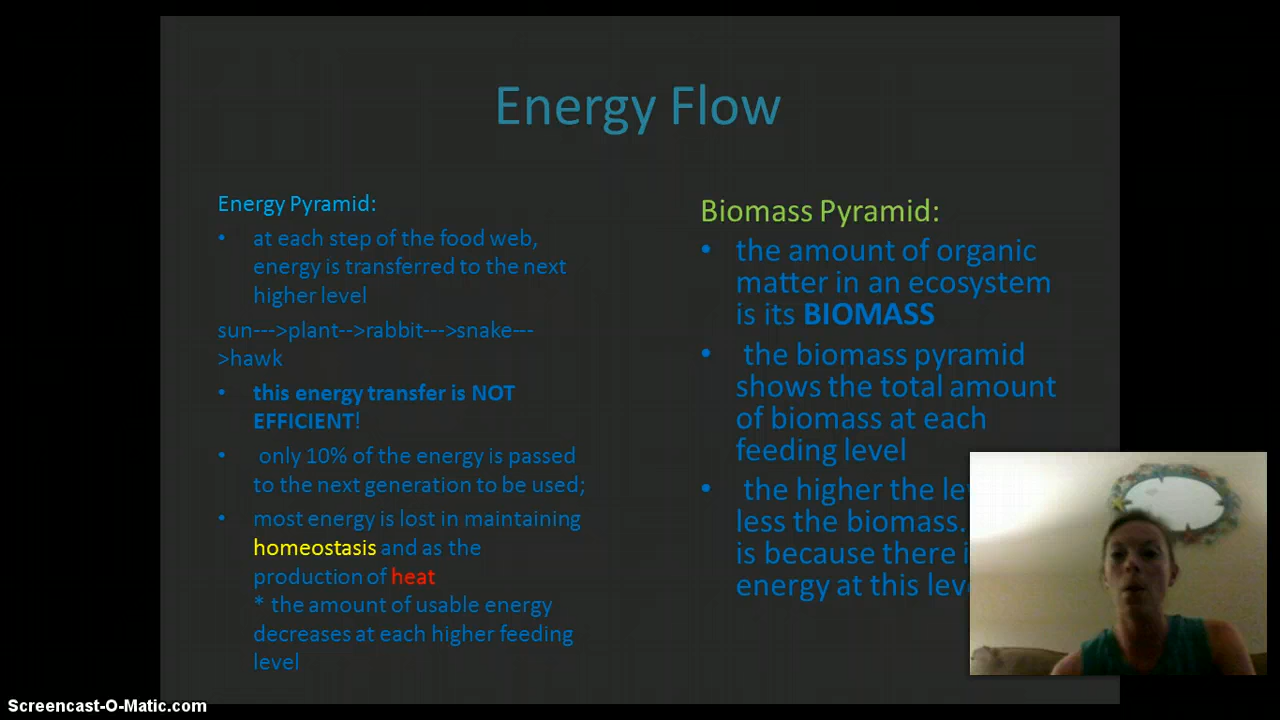 Energy Flow
Energy Pyramid:
• at each step of the food web,
energy is transferred to the next
higher level
sun--->plant-->rabbit--->snake---
>hawk
• this energy transfer is NOT
EFFICIENT!
• only 10% of the energy is passed
to the next generation to be used;
• most energy is lost in maintaining
homeostasis and as the
production of heat
* the amount of usable energy
decreases at each higher feeding
level
Biomass Pyramid:
• the amount of organic
matter in an ecosystem
is its BIOMASS
• the biomass pyramid
shows the total amount
of biomass at each
feeding level
• the higher the
less the biomass.
is because there
energy at this
Screencast-O-Matic.com